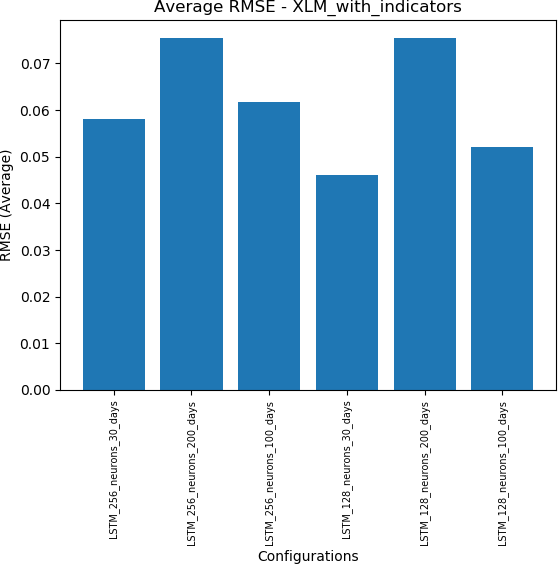 Average RMSE - XLM_with_indicators
RMSE (Average)
0.07
0.06
0.05
0.04
0.03
0.02
0.01
0.00
LSTM_256_neurons_30_days
LSTM_256_neurons_200_days
LSTM_256_neurons_100_days
LSTM_128_neurons_30_days
LSTM_128_neurons_200_days
LSTM_128_neurons_100_days
Configurations